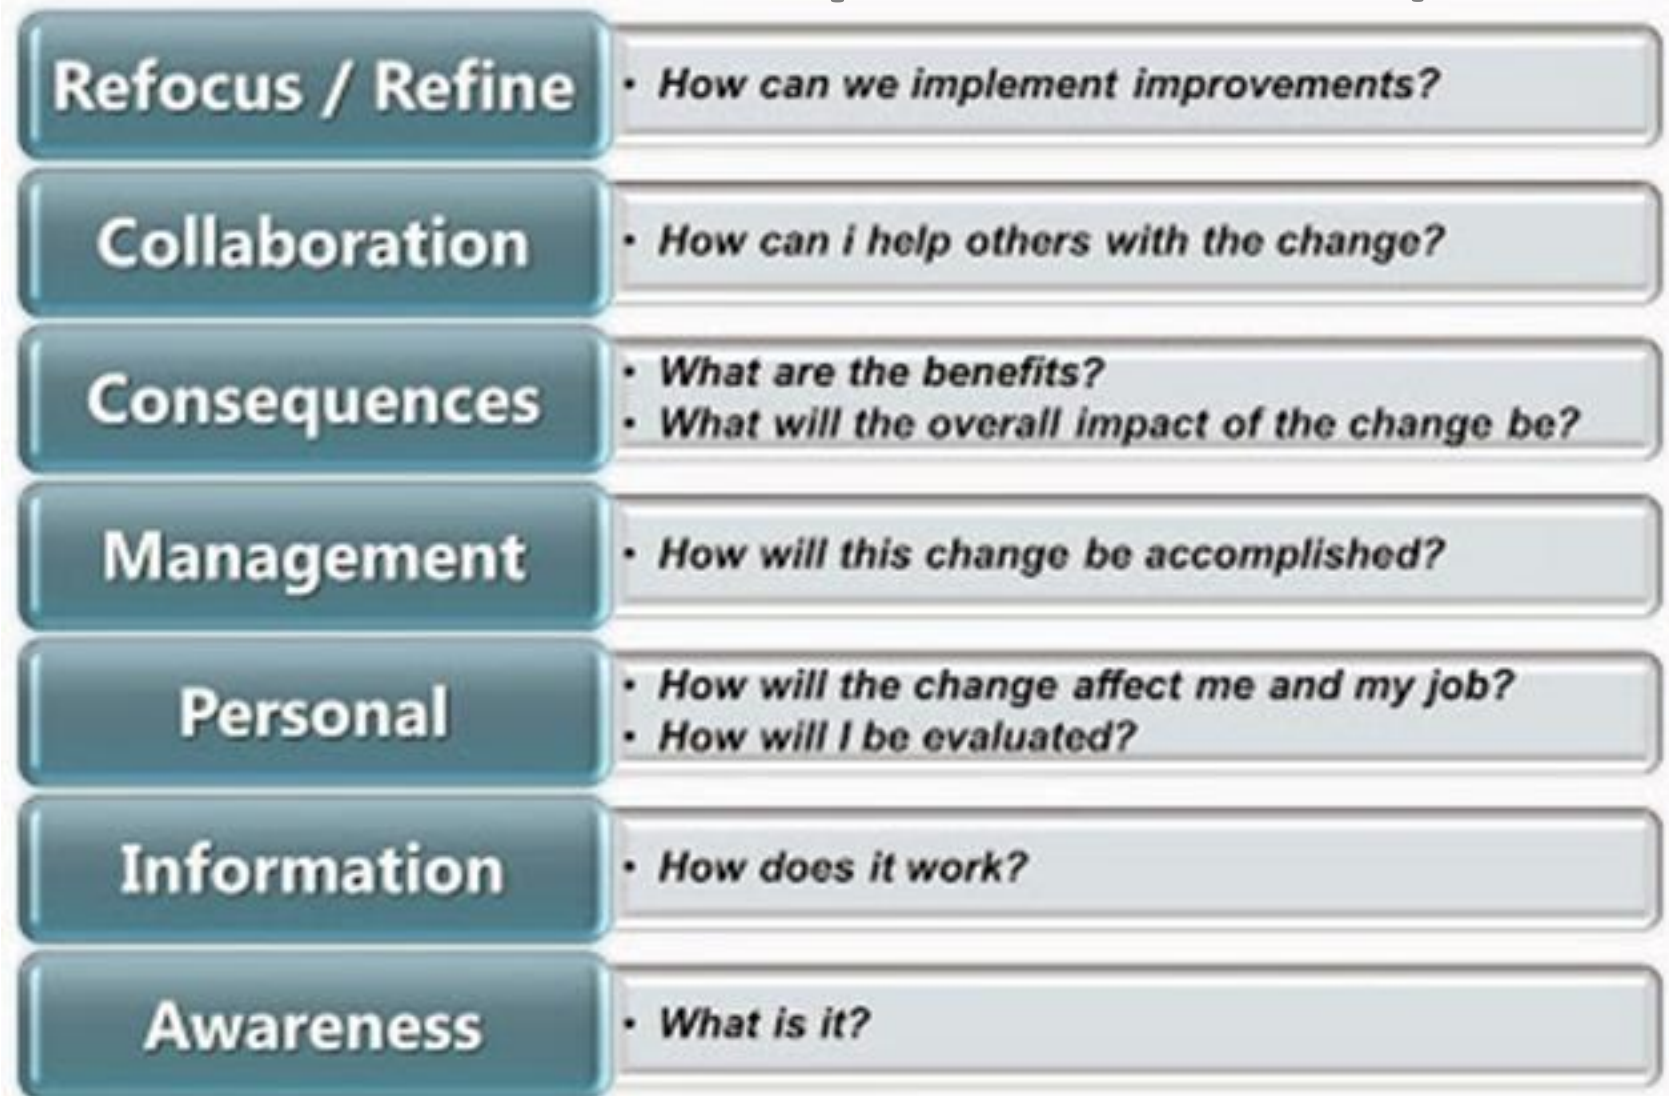 Refocus / Refine
• How can we implement improvements?
Collaboration
• How can i help others with the change?
Consequences
• What are the benefits?
• What will the overall impact of the change be?
Management
• How will this change be accomplished?
Personal
• How will the change affect me and my job?
• How will I be evaluated?
Information
• How does it work?
Awareness
• What is it?